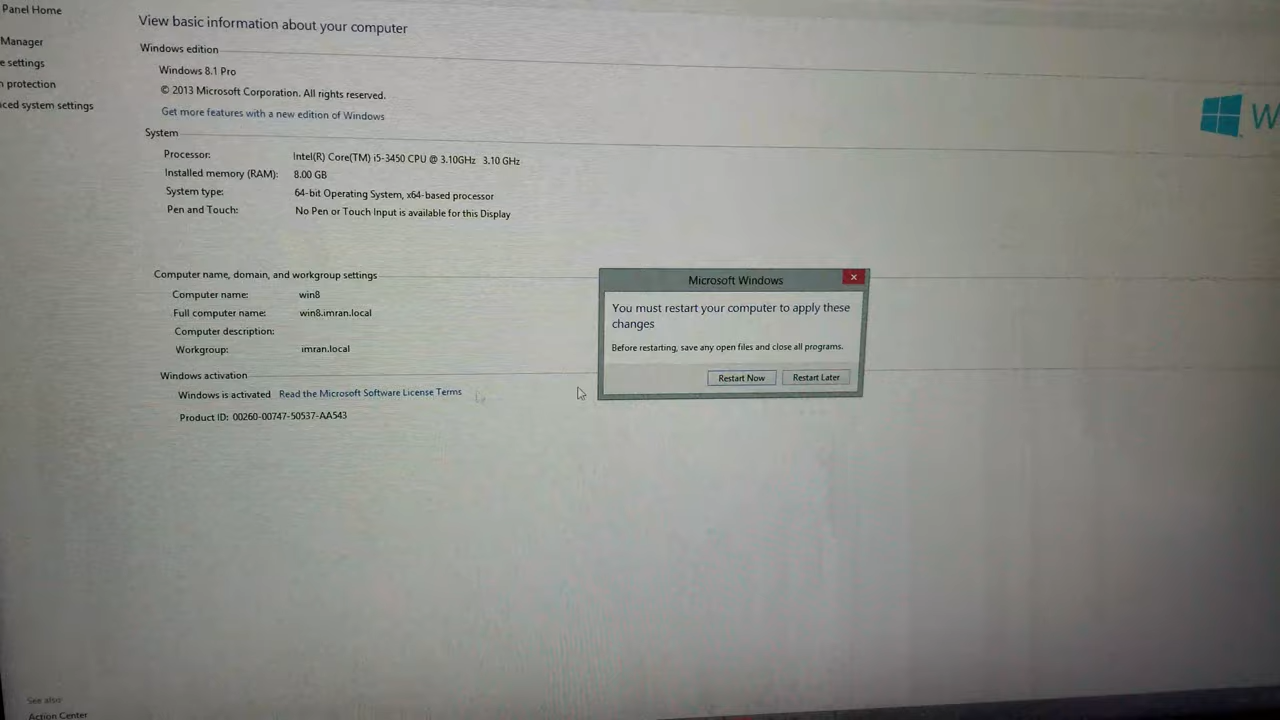 Panel Home
Manager
e settings
protection
ced system settings
View basic information about your computer
Windows edition
Windows 8.1 Pro
© 2013 Microsoft Corporation. All rights reserved.
Get more features with a new edition of Windows
W
System
Processor: Intel(R) Core(TM) i5-3450 CPU @ 3.10GHz 3.10 GHz
Installed memory (RAM): 8.00 GB
System type: 64-bit Operating System, x64-based processor
Pen and Touch: No Pen or Touch Input is available for this Display
Computer name, domain, and workgroup settings
Computer name: win8
Full computer name: win8.imran.local
Computer description:
Workgroup: imran.local
Windows activation
Windows is activated Read the Microsoft Software License Terms
Product ID: 00260-00747-50537-AA543
Microsoft Windows
You must restart your computer to apply these
changes
Before restarting, save any open files and close all programs.
Restart Now Restart Later
See also
Action Center